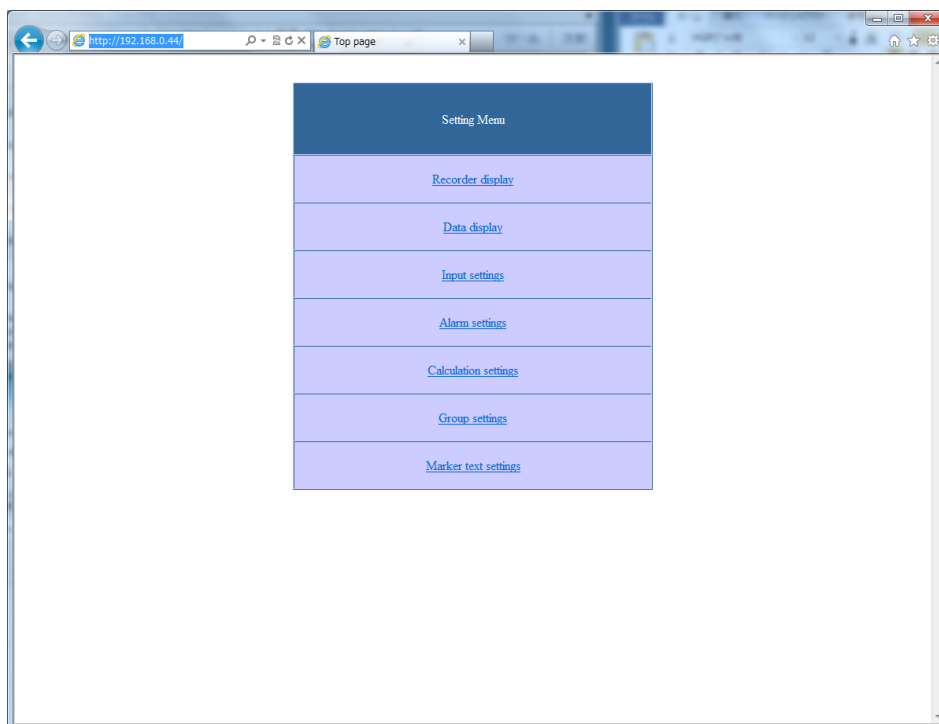 http://192.168.0.44/
Top page
Setting Menu
Recorder display
Data display
Input settings
Alarm settings
Calculation settings
Group settings
Marker text settings